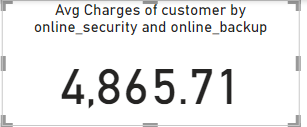 Avg Charges of customer by
online_security and online_backup
4,865.71